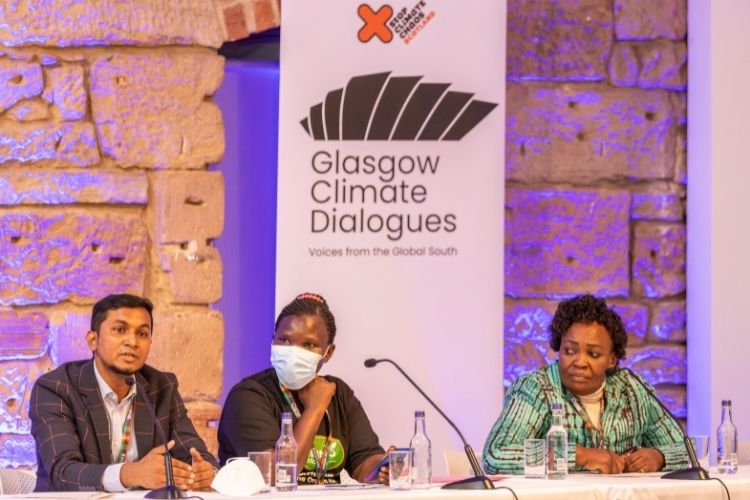 STOP
CLIMATE
CHAOS
SCOTLAND
Glasgow
Climate
Dialogues
Voices from the Global South